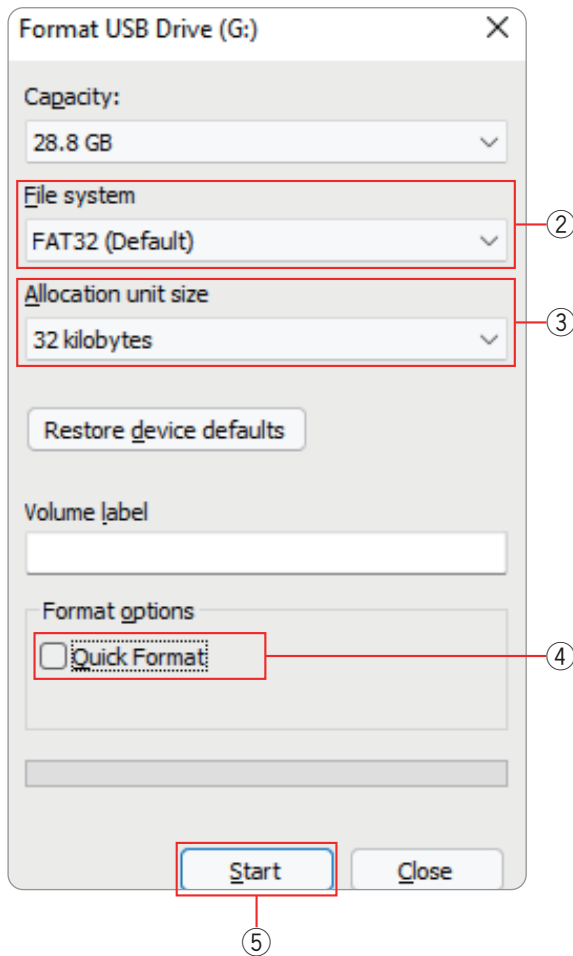 Format USB Drive (G:)
Capacity:
28.8 GB
File system
FAT32 (Default)
②
Allocation unit size
32 kilobytes
③
Restore device defaults
Volume label
Format options
Quick Format
④
Start
Close
⑤